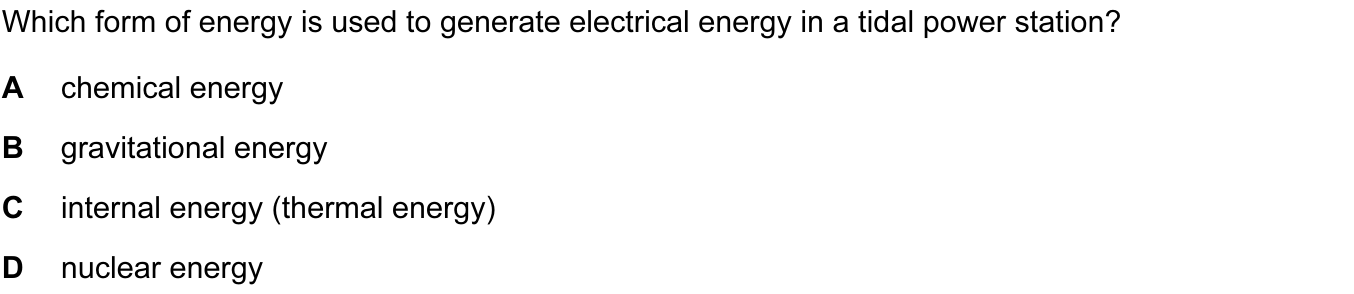 Which form of energy is used to generate electrical energy in a tidal power station?
A chemical energy
B gravitational energy
C internal energy (thermal energy)
D nuclear energy